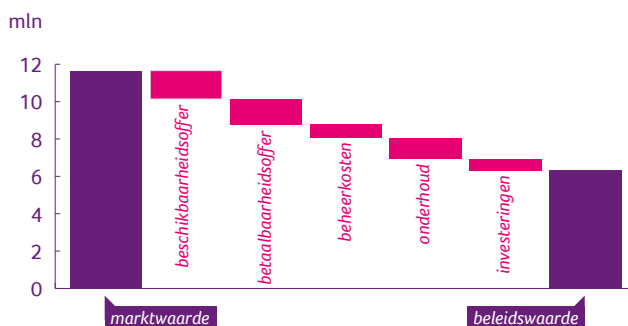 mln
12
10
8
6
4
2
0
beschikbaarheidsoffer
betaalbaarheidsoffer
beheerkosten
onderhoud
investeringen
marktwaarde
beleidswaarde